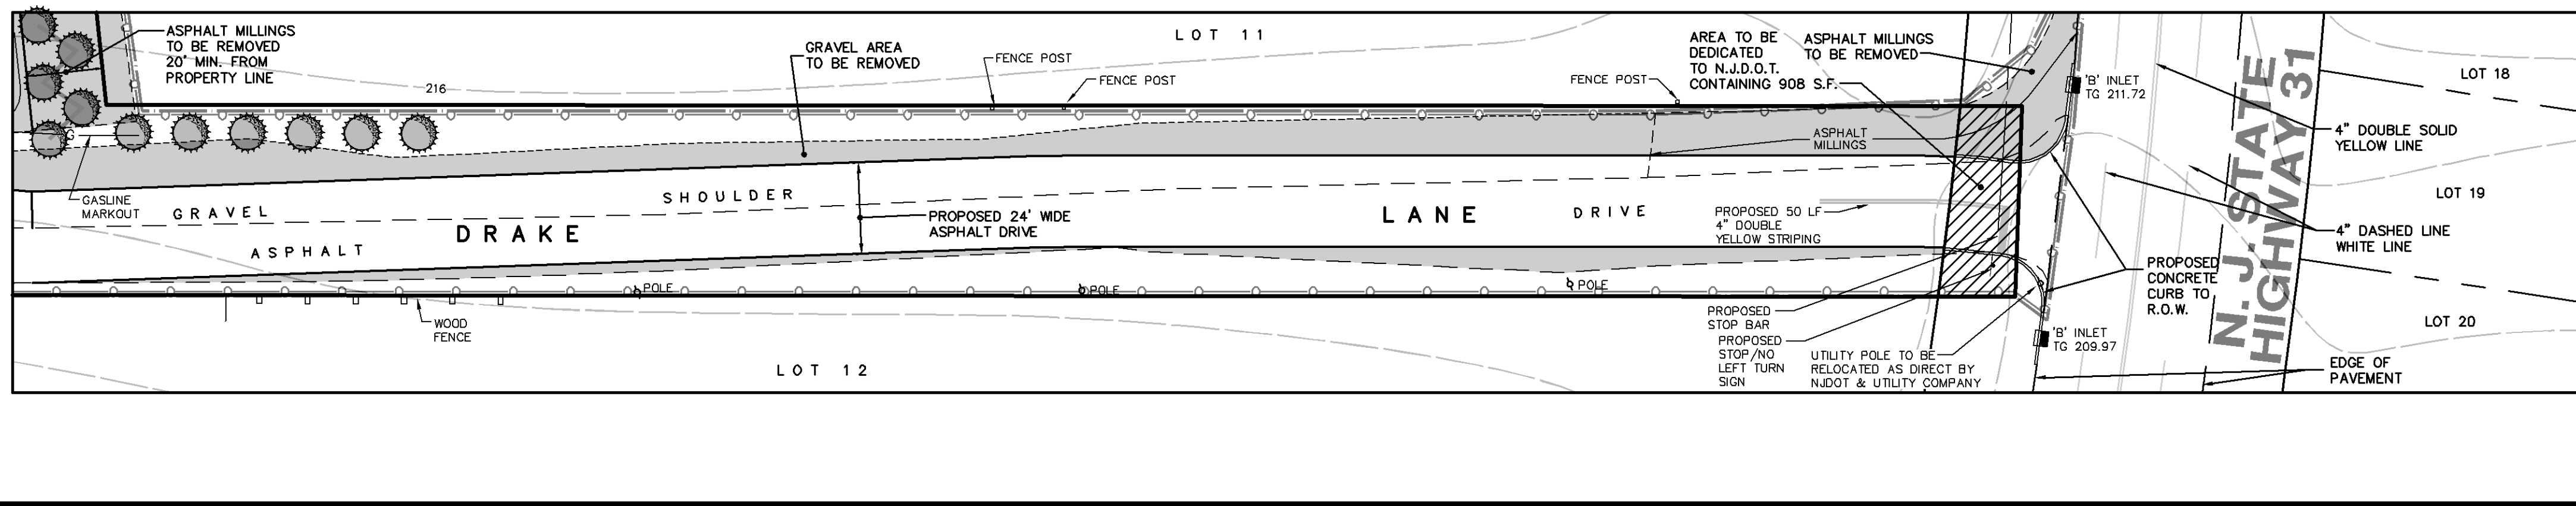 ASPHALT MILLINGS
TO BE REMOVED
20' MIN. FROM
PROPERTY LINE
216
GRAVEL AREA
TO BE REMOVED
FENCE POST
FENCE POST
LOT 11
FENCE POST
AREA TO BE
DEDICATED
TO N.J.D.O.T.
CONTAINING 908 S.F.
ASPHALT MILLINGS
TO BE REMOVED
'B' INLET
TG 211.72
LOT 18
4" DOUBLE SOLID
YELLOW LINE
G
GASLINE
MARKOUT
GRAVEL
SHOULDER
ASPHALT
MILLINGS
ASPHALT
DRAKE
PROPOSED 24' WIDE
ASPHALT DRIVE
LANE
DRIVE
PROPOSED 50 LF
4" DOUBLE
YELLOW STRIPING
N.J. STATE
HIGHWAY 31
LOT 19
4" DASHED LINE
WHITE LINE
PROPOSED
CONCRETE
CURB TO
R.O.W.
POLE
POLE
POLE
WOOD
FENCE
LOT 12
PROPOSED
STOP BAR
PROPOSED
STOP/NO
LEFT TURN
SIGN
UTILITY POLE TO BE
RELOCATED AS DIRECT BY
NJDOT & UTILITY COMPANY
'B' INLET
TG 209.97
LOT 20
EDGE OF
PAVEMENT